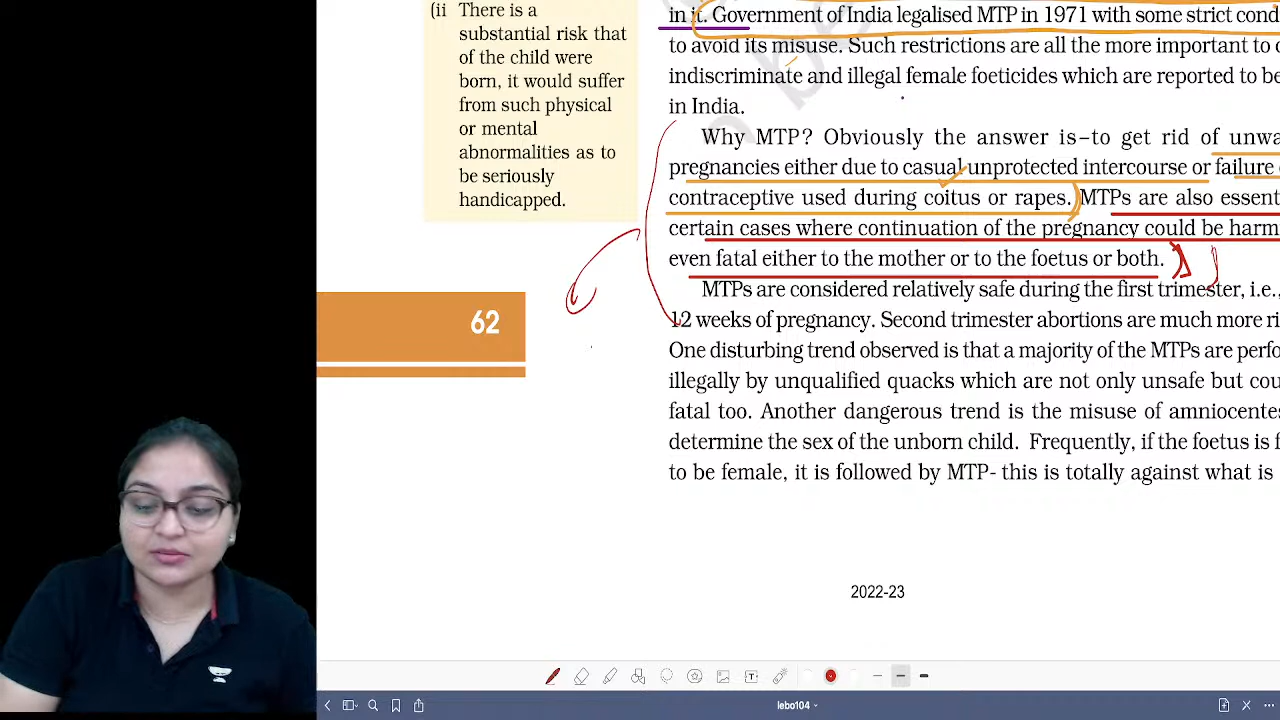 (ii There is a
substantial risk that
of the child were
born, it would suffer
from such physical
or mental
abnormalities as to
be seriously
handicapped.
62
in it. Government of India legalised MTP in 1971 with some strict cond
to avoid its misuse. Such restrictions are all the more important to
indiscriminate and illegal female foeticides which are reported to be
in India.
Why MTP? Obviously the answer is–to get rid of unwa
pregnancies either due to casual unprotected intercourse or failure
contraceptive used during coitus or rapes. MTPs are also essent
certain cases where continuation of the pregnancy could be harm
even fatal either to the mother or to the foetus or both.
MTPs are considered relatively safe during the first trimester, i.e.,
12 weeks of pregnancy. Second trimester abortions are much more ri
One disturbing trend observed is that a majority of the MTPs are perfo
illegally by unqualified quacks which are not only unsafe but cou
fatal too. Another dangerous trend is the misuse of amniocentes
determine the sex of the unborn child. Frequently, if the foetus is f
to be female, it is followed by MTP- this is totally against what is
2022-23
lebo104